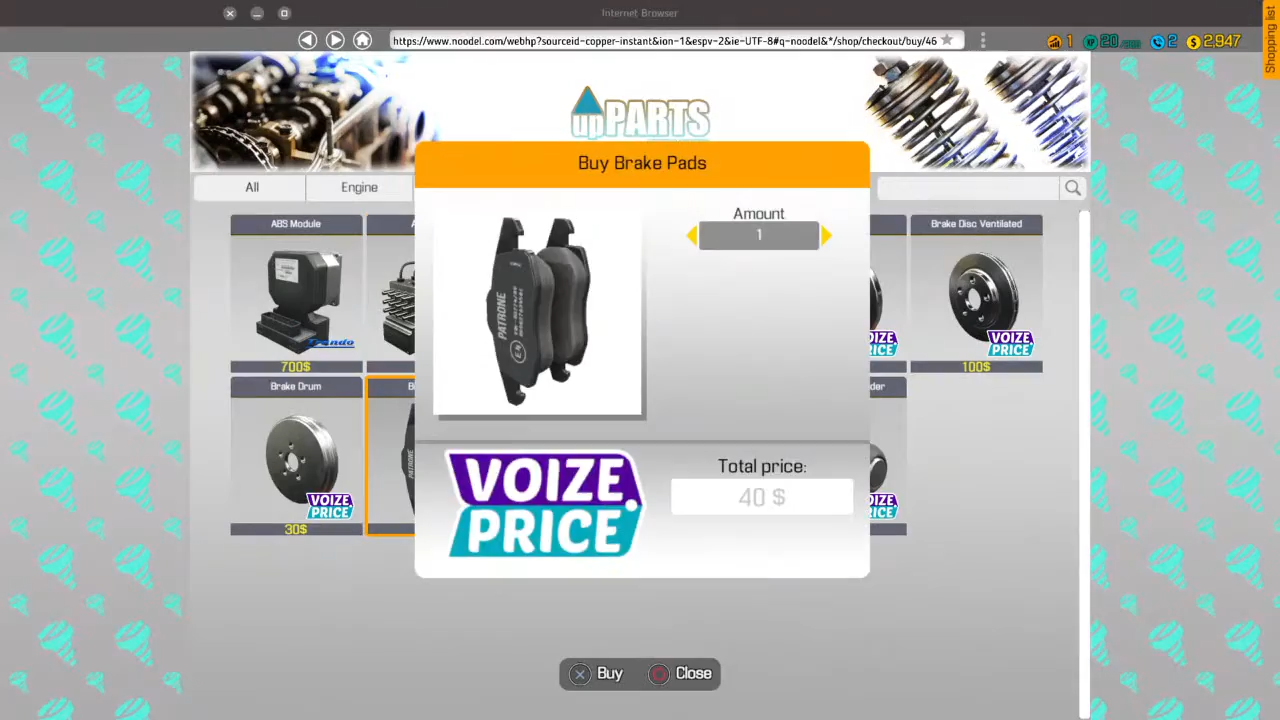 Internet Browser
https://www.noodel.com/webhp?sourceid-copper-instant&ion-1&espv-2&ie-UTF-8#q-noodel&*/shop/checkout/buy/46
1
20
2
$ 2,947
Shopping list
upPARTS
Buy Brake Pads
All
Engine
Amount
1
ABS Module
Brake Disc Ventilated
PATRONE
VOIZE PRICE
700$
100$
Brake Drum
VOIZE PRICE
30$
VOIZE.
PRICE
Total price:
40 $
Buy
Close